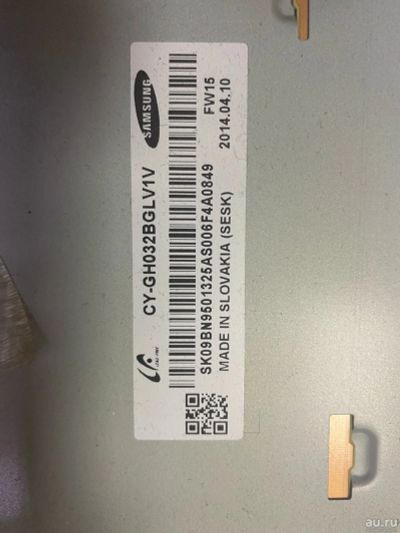 SAMSUNG
CY-GH032BGLV1V
FW15
2014.04.10
SK09BN9501325AS006F4A0849
MADE IN SLOVAKIA (SESK)
au.ru